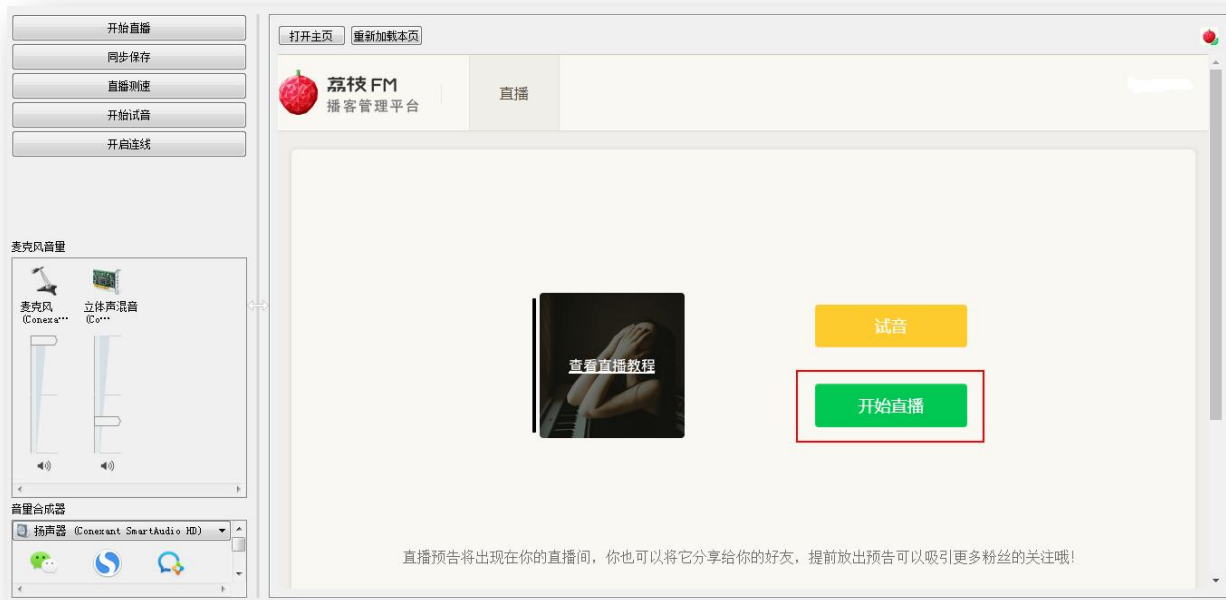 开始直播
同步保存
直播测速
开始试音
开启连线
麦克风音量
麦克风
(Conexa…
立体声混音
(Co…
音量合成器
扬声器 (Conexant SmartAudio HD)
打开主页
重新加载本页
荔枝 FM
播客管理平台
直播
查看直播教程
试音
开始直播
直播预告将出现在你的直播间，你也可以将它分享给你的好友，提前放出预告可以吸引更多粉丝的关注哦！